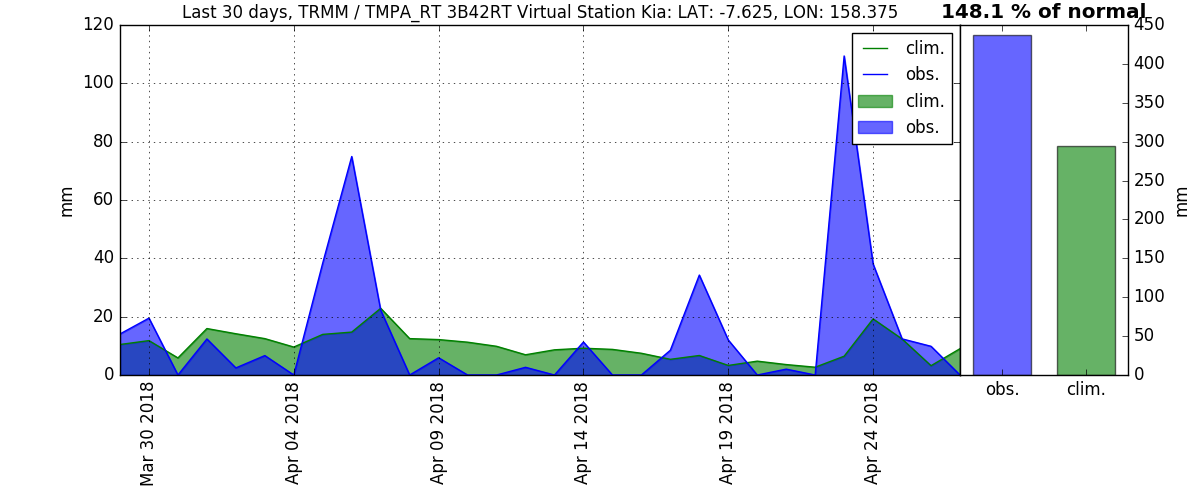 Last 30 days, TRMM / TMPA_RT 3B42RT Virtual Station Kia: LAT: -7.625, LON: 158.375
148.1 % of normal
120
100
80
60
40
20
0
mm
clim.
obs.
clim.
obs.
Mar 30 2018
Apr 04 2018
Apr 09 2018
Apr 14 2018
Apr 19 2018
Apr 24 2018
450
400
350
300
250
200
150
100
50
0
mm
obs.
clim.